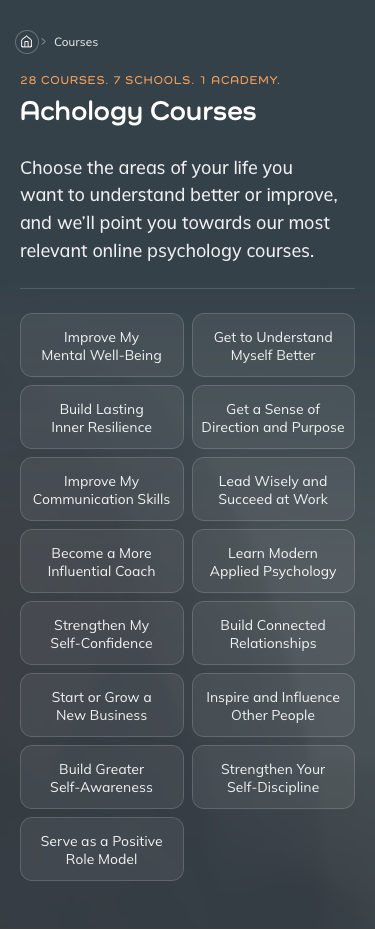 Courses
28 COURSES. 7 SCHOOLS. 1 ACADEMY.
Achology Courses
Choose the areas of your life you
want to understand better or improve,
and we'll point you towards our most
relevant online psychology courses.
Improve My
Mental Well-Being
Get to Understand
Myself Better
Build Lasting
Inner Resilience
Get a Sense of
Direction and Purpose
Improve My
Communication Skills
Lead Wisely and
Succeed at Work
Become a More
Influential Coach
Learn Modern
Applied Psychology
Strengthen My
Self-Confidence
Build Connected
Relationships
Start or Grow a
New Business
Inspire and Influence
Other People
Build Greater
Self-Awareness
Strengthen Your
Self-Discipline
Serve as a Positive
Role Model